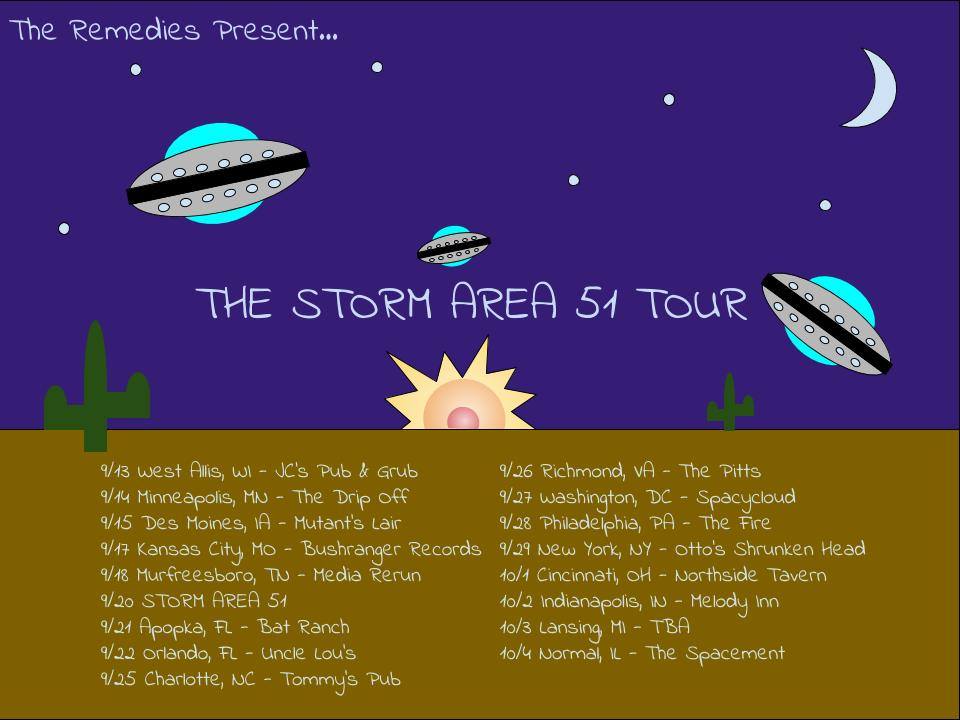 The Remedies Present...
THE STORM AREA 51 TOUR
9/13 West Allis, WI - JC's Pub & Grub
9/14 Minneapolis, MN - The Drip Off
9/15 Des Moines, IA - Mutant's Lair
9/17 Kansas City, MO - Bushranger Records
9/18 Murfreesboro, TN - Media Rerun
9/20 STORM AREA 51
9/21 Apopka, FL - Bat Ranch
9/22 Orlando, FL - Uncle Lou's
9/25 Charlotte, NC - Tommy's Pub
9/26 Richmond, VA - The Pitts
9/27 Washington, DC - Spacycloud
9/28 Philadelphia, PA - The Fire
9/29 New York, NY - Otto's Shrunken Head
10/1 Cincinnati, OH - Northside Tavern
10/2 Indianapolis, IN - Melody Inn
10/3 Lansing, MI - TBA
10/4 Normal, IL - The Spacement